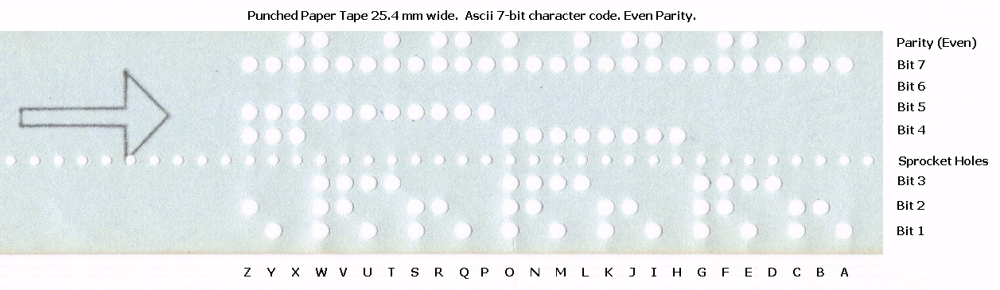 Punched Paper Tape 25.4 mm wide. Ascii 7-bit character code. Even Parity.
Parity (Even)
Bit 7
Bit 6
Bit 5
Bit 4
Sprocket Holes
Bit 3
Bit 2
Bit 1
Z Y X W V U T S R Q P O N M L K J I H G F E D C B A